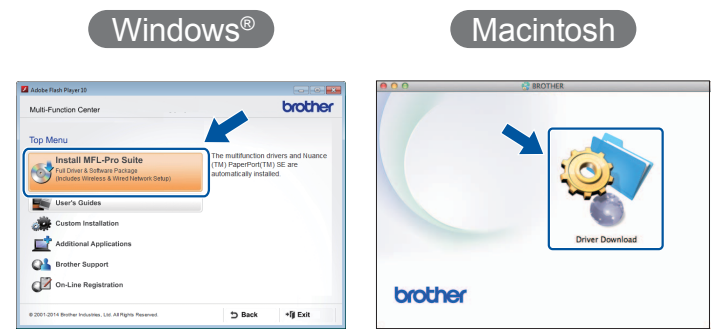 Windows®
Macintosh
Adobe Flash Player 10
Multi-Function Center
brother
Top Menu
Install MFL-Pro Suite
Full Driver & Software Package
(Includes Wireless & Wired Network Setup)
The multifunction drivers and Nuance
(TM) PaperPort(TM) SE are
automatically installed.
User's Guides
Custom Installation
Additional Applications
Brother Support
On-Line Registration
© 2001-2014 Brother Industries, Ltd. All Rights Reserved.
Back
Exit
BROTHER
Driver Download
brother